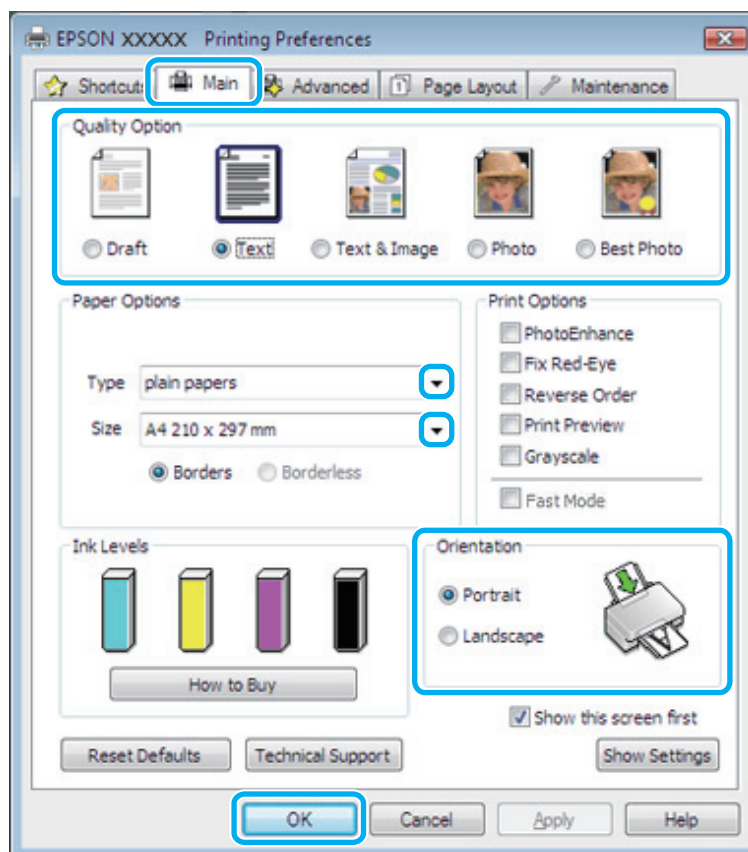 EPSON XXXXX Printing Preferences
Shortcuts Main Advanced 1 Page Layout Maintenance
Quality Option
Draft Text Text & Image Photo Best Photo
Paper Options
Type plain papers
Size A4 210 x 297 mm
Borders Borderless
Print Options
PhotoEnhance
Fix Red-Eye
Reverse Order
Print Preview
Grayscale
Fast Mode
Ink Levels
How to Buy
Orientation
Portrait
Landscape
Show this screen first
Reset Defaults Technical Support Show Settings
OK Cancel Apply Help